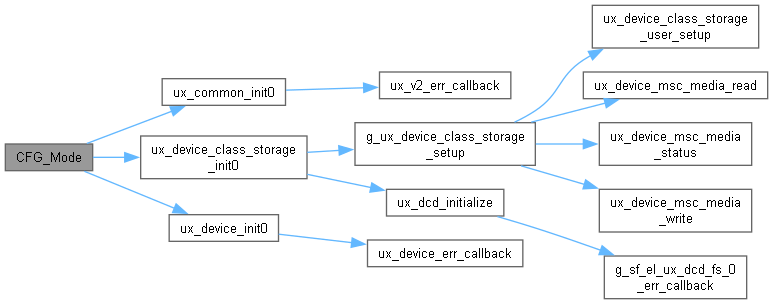 CFG_Mode
ux_common_init0
ux_device_class_storage
_init0
ux_device_init0
ux_v2_err_callback
g_ux_device_class_storage
_setup
ux_dcd_initialize
ux_device_err_callback
ux_device_class_storage
_user_setup
ux_device_msc_media_read
ux_device_msc_media
_status
ux_device_msc_media
_write
g_sf_el_ux_dcd_fs_0
_err_callback